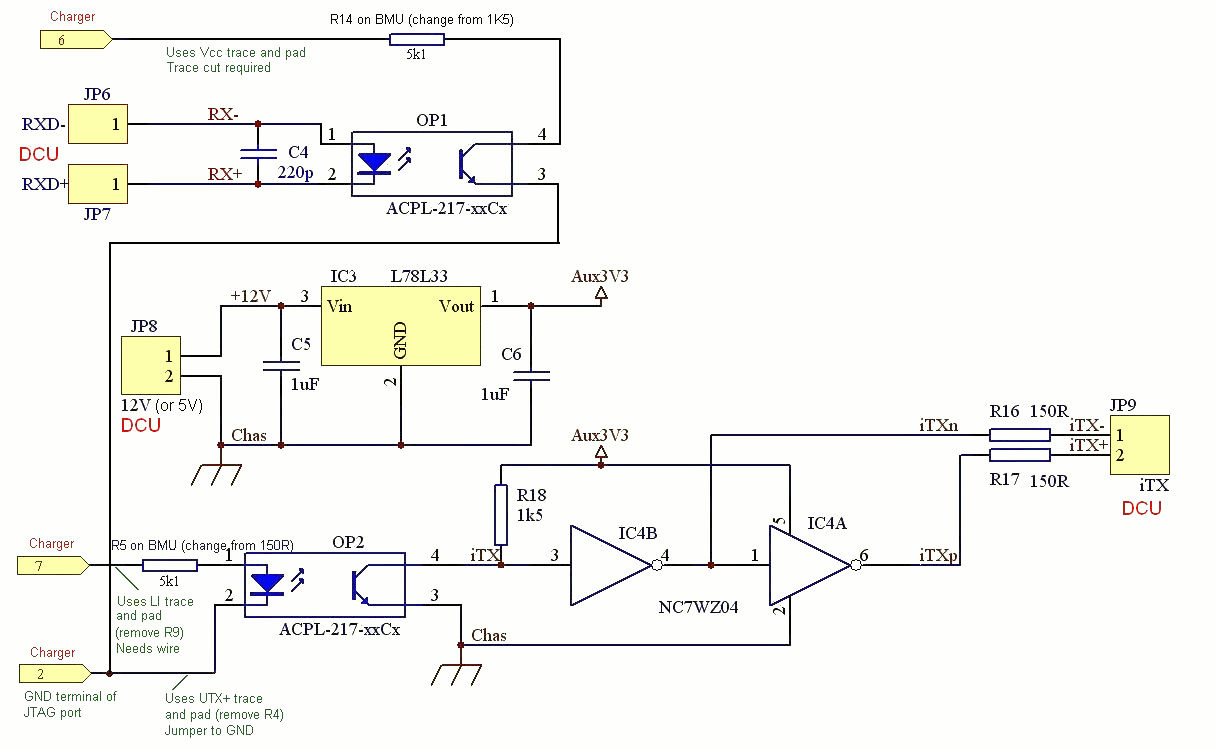 Charger
R14 on BMU (change from 1K5)
6
5k1
Uses Vcc trace and pad
Trace cut required
JP6
RXD-
1
RX-
OP1
1
4
DCU
C4
220p
RXD+
1
RX+
2
3
JP7
ACPL-217-xxCx
IC3
L78L33
Aux3V3
+12V
3
Vin
Vout
1
GND
2
JP8
1
2
C5
1uF
C6
1uF
12V (or 5V)
DCU
Chas
Aux3V3
R16 150R
JP9
iTXn
iTX-
1
iTX+
2
R17 150R
iTX
DCU
R18
1k5
5
IC4A
IC4B
Charger
R5 on BMU (change from 150R)
OP2
7
5k1
1
4
iTX
3
4
1
6
iTXp
2
3
2
NC7WZ04
Uses LI trace
and pad
(remove R9)
Needs wire
ACPL-217-xxCx
Chas
Charger
2
GND terminal of
JTAG port
Uses UTX+ trace
and pad (remove R4)
Jumper to GND